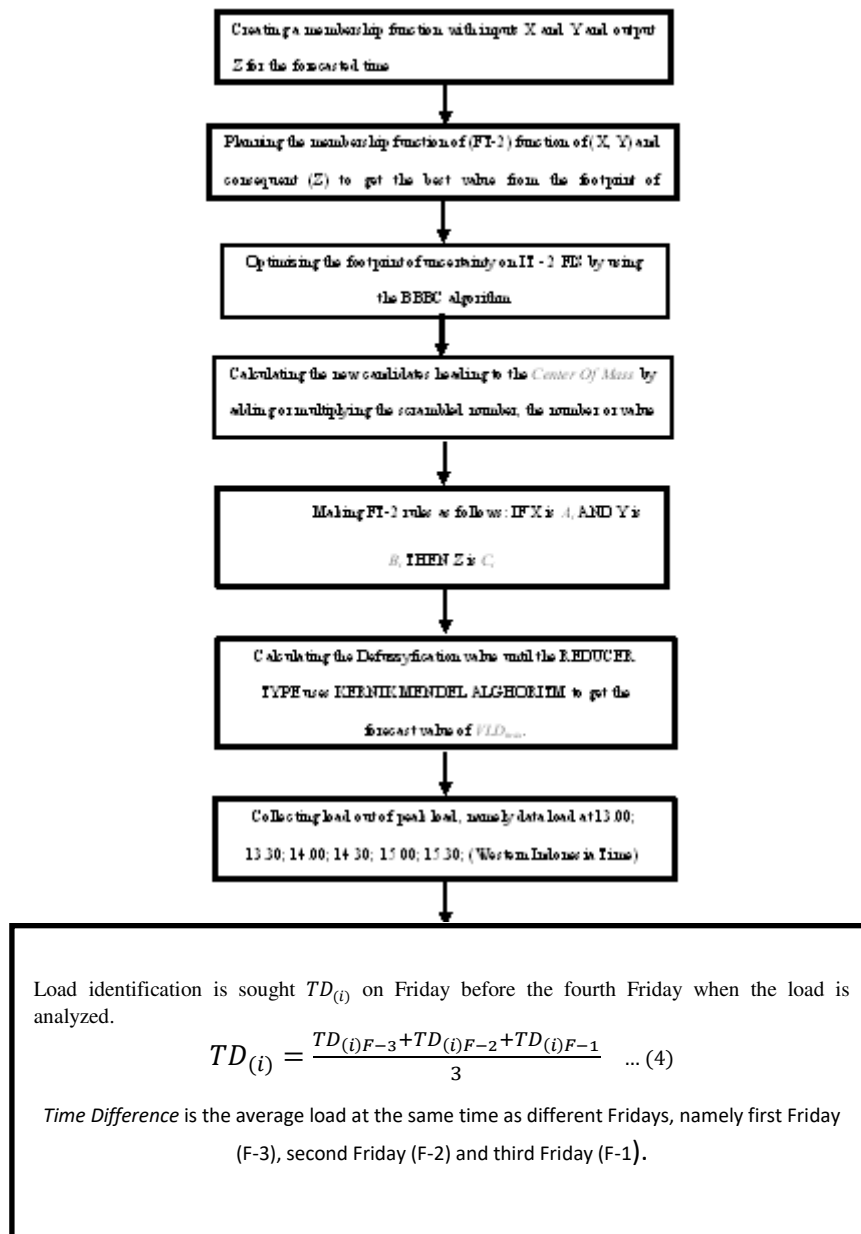 Creating a membership function with inputs X and Y and output
Z for the forecasted time
Planning the membership function of (FT-2) function of (X, Y) and
consequent (Z) to get the best value from the footprint of
Optimising the footprint of uncertainty on IT - 2 FIS by using
the BBBC algorithm
Calculating the new candidates heading to the Center Of Mass by
adding or multiplying the scrambled number, the number or value
Making FT-2 rules as follows: IF X is A, AND Y is
B, THEN Z is C,
Calculating the Defuzzyfication value until the REDUCER
TYPE uses KERNIK MENDEL ALGHORITM to get the
forecast value of VLD
Collecting load out of peak load, namely data load at 13.00;
13.30; 14.00; 14.30; 15.00; 15.30; (Western Indonesia Time)
Load identification is sought TD(i) on Friday before the fourth Friday when the load is
analyzed.
TD(i) = TD(i)F−3+TD(i)F−2+TD(i)F−1 / 3 ... (4)
Time Difference is the average load at the same time as different Fridays, namely first Friday
(F-3), second Friday (F-2) and third Friday (F-1).